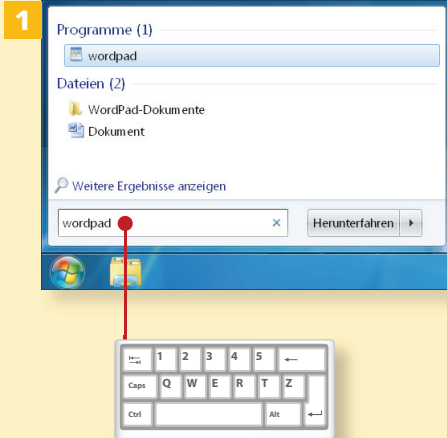 1
Programme (1)
wordpad
Dateien (2)
WordPad-Dokumente
Dokument
Weitere Ergebnisse anzeigen
wordpad × Herunterfahren
1 2 3 4 5
Caps Q W E R T Z
Ctrl Alt